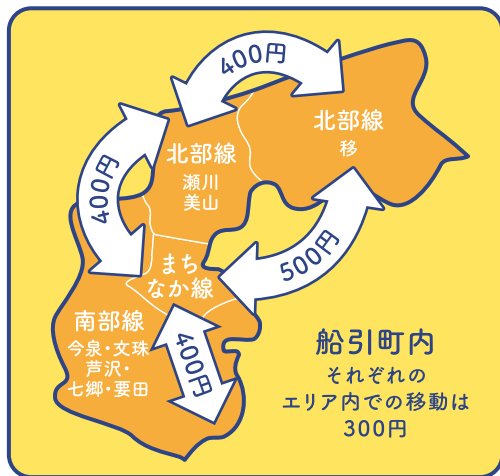 400円
北部線
移
北部線
瀬川
美山
400円
500円
まち
なか線
南部線
今泉・文珠
芦沢・
七郷・要田
400円
船引町内
それぞれの
エリア内での移動は
300円